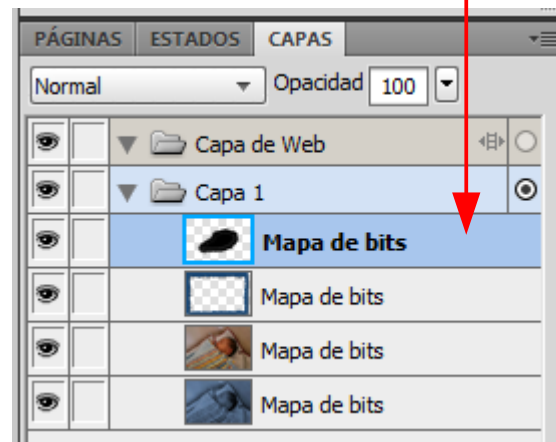 PÁGINAS ESTADOS CAPAS
Normal Opacidad 100
Capa de Web
Capa 1
Mapa de bits
Mapa de bits
Mapa de bits
Mapa de bits